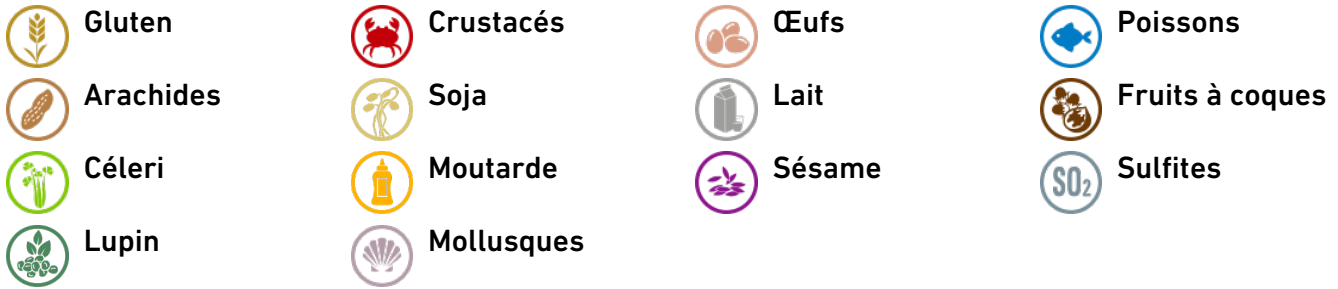 Gluten
Crustacés
Œufs
Poissons
Arachides
Soja
Lait
Fruits à coques
Céleri
Moutarde
Sésame
SO2
Sulfites
Lupin
Mollusques